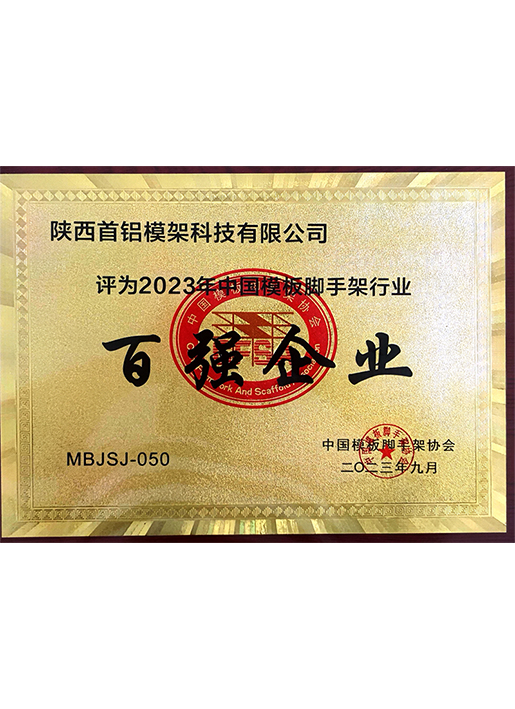 陕西首铝模架科技有限公司
评为2023年中国模板脚手架行业
百强企业
MBJSJ-050
中国模板脚手架协会
二〇二三年九月